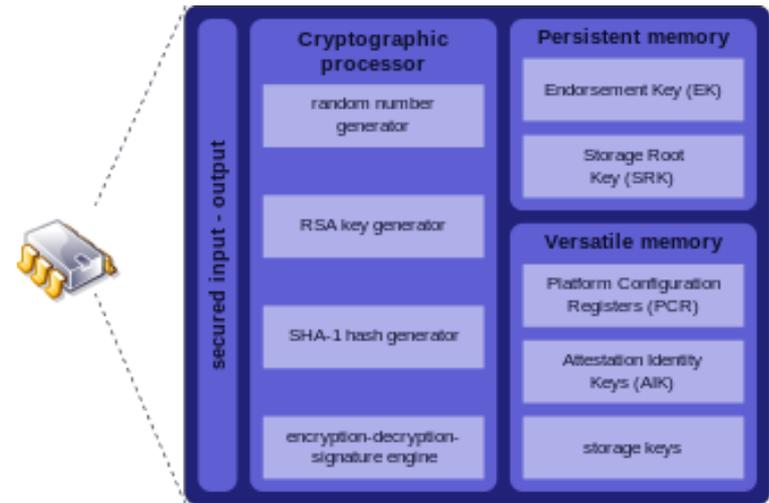 secured input - output
Cryptographic
processor
random number
generator
RSA key generator
SHA-1 hash generator
encryption-decryption-
signature engine
Persistent memory
Endorsement Key (EK)
Storage Root
Key (SRK)
Versatile memory
Platform Configuration
Registers (PCR)
Attestation Identity
Keys (AIK)
storage keys